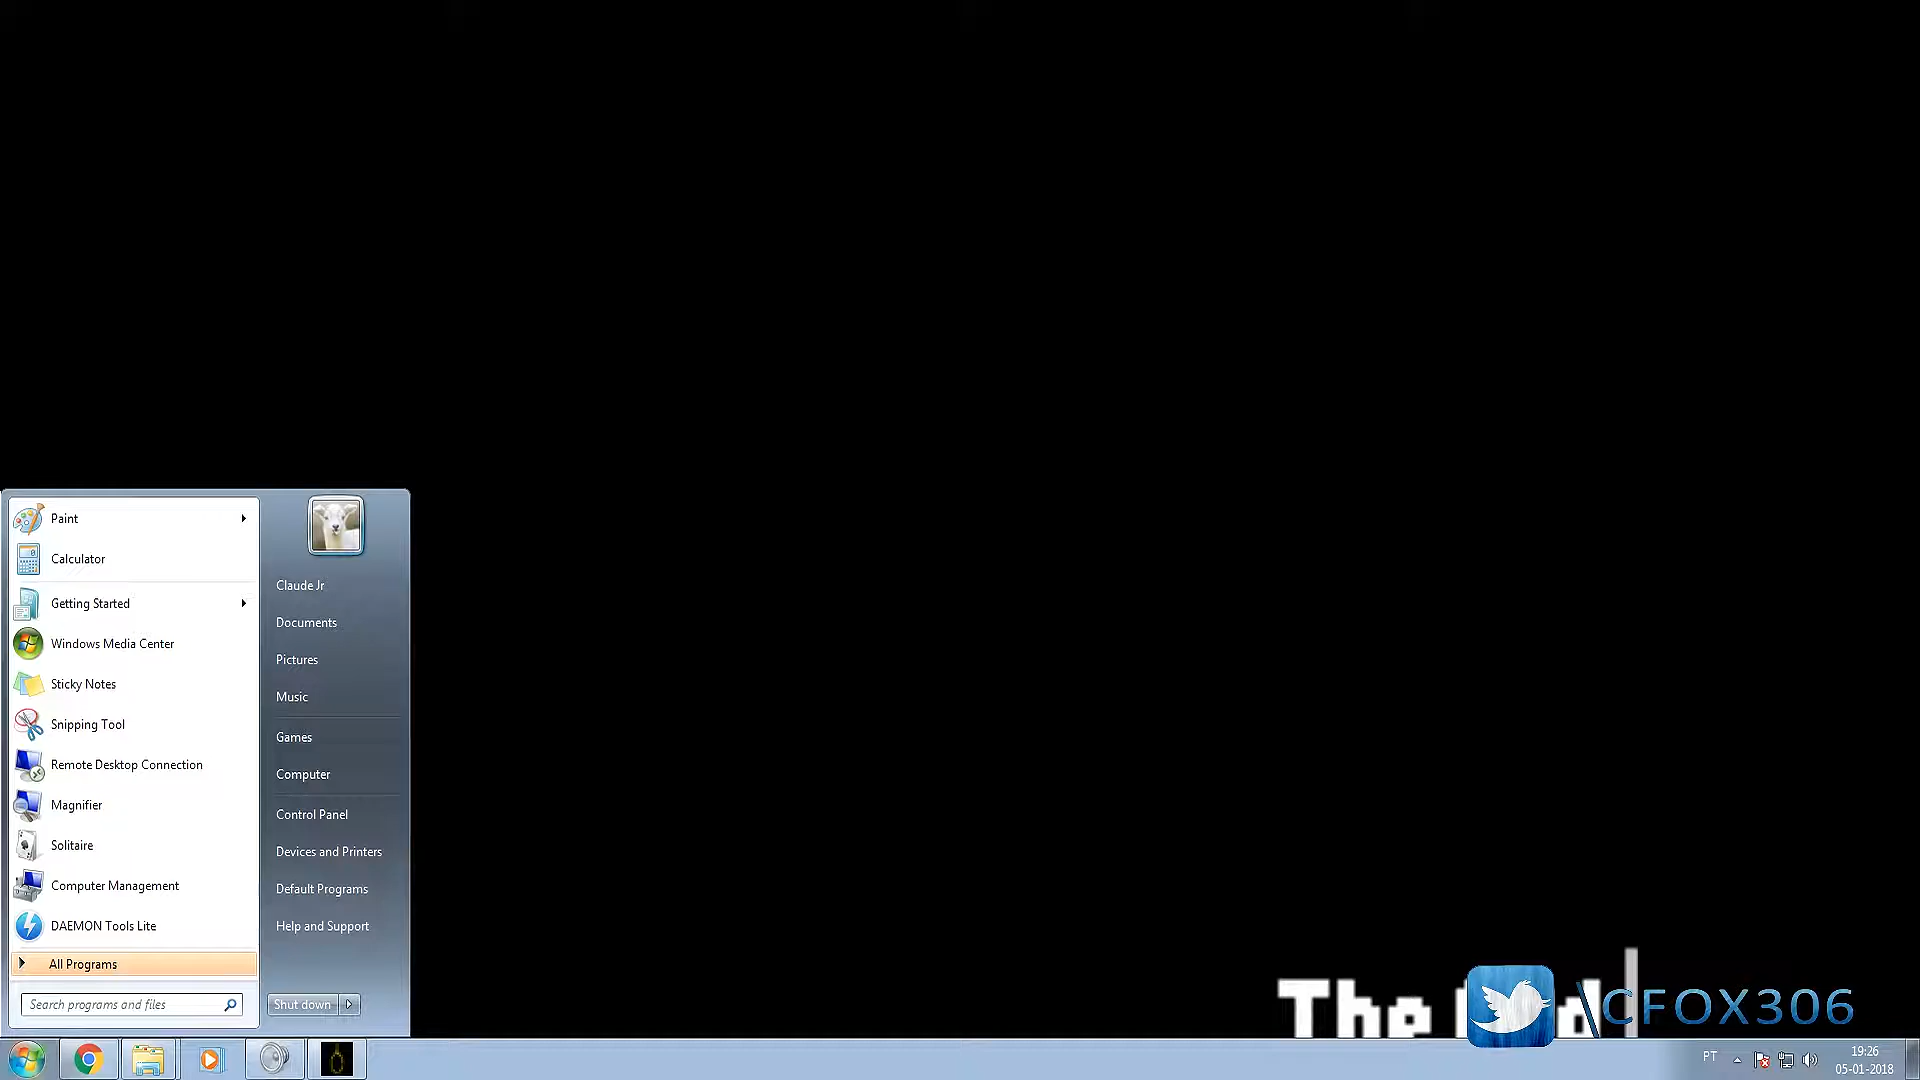 Paint
Calculator
Getting Started
Windows Media Center
Sticky Notes
Snipping Tool
Remote Desktop Connection
Magnifier
Solitaire
Computer Management
DAEMON Tools Lite
All Programs
Search programs and files
Claude Jr
Documents
Pictures
Music
Games
Computer
Control Panel
Devices and Printers
Default Programs
Help and Support
Shut down
The
\CFOX306
PT
19:26
05-01-2018